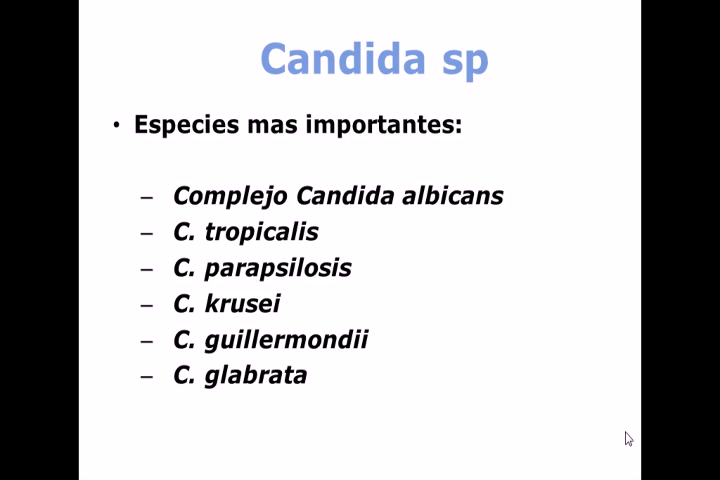 Candida sp
• Especies mas importantes:
– Complejo Candida albicans
– C. tropicalis
– C. parapsilosis
– C. krusei
– C. guillermondii
– C. glabrata